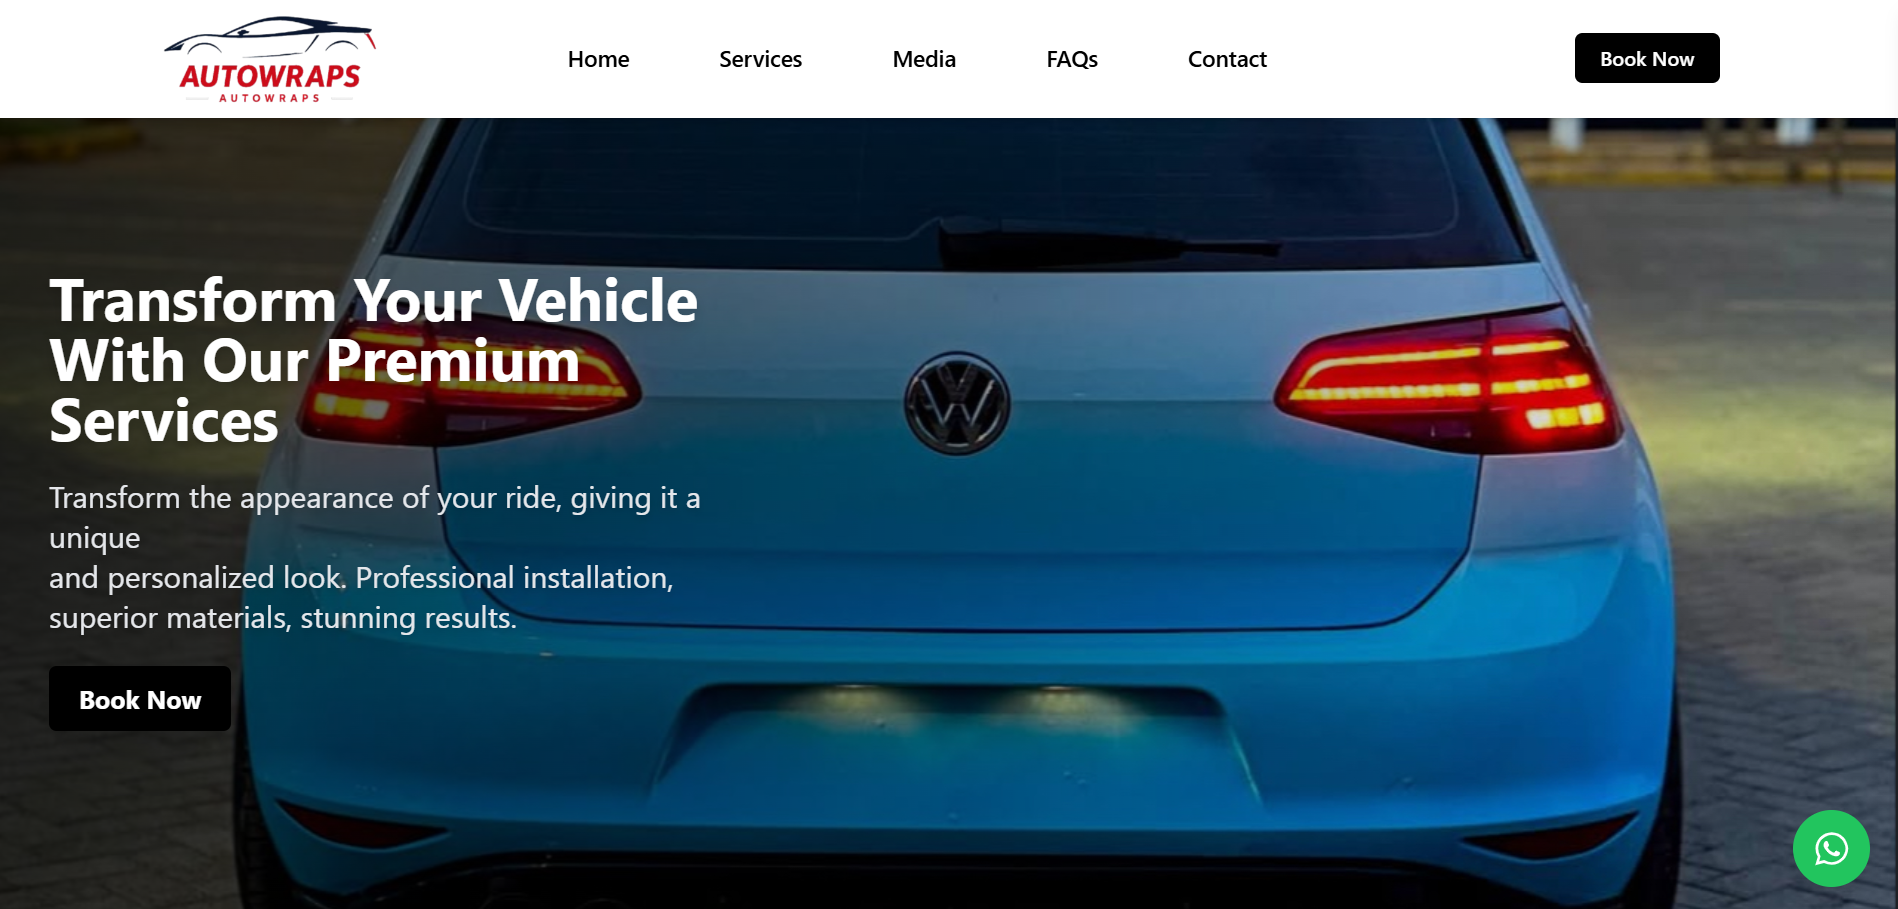 AUTOWRAPS
AUTOWRAPS
Home
Services
Media
FAQs
Contact
Book Now
Transform Your Vehicle
With Our Premium
Services
Transform the appearance of your ride, giving it a
unique
and personalized look. Professional installation,
superior materials, stunning results.
Book Now